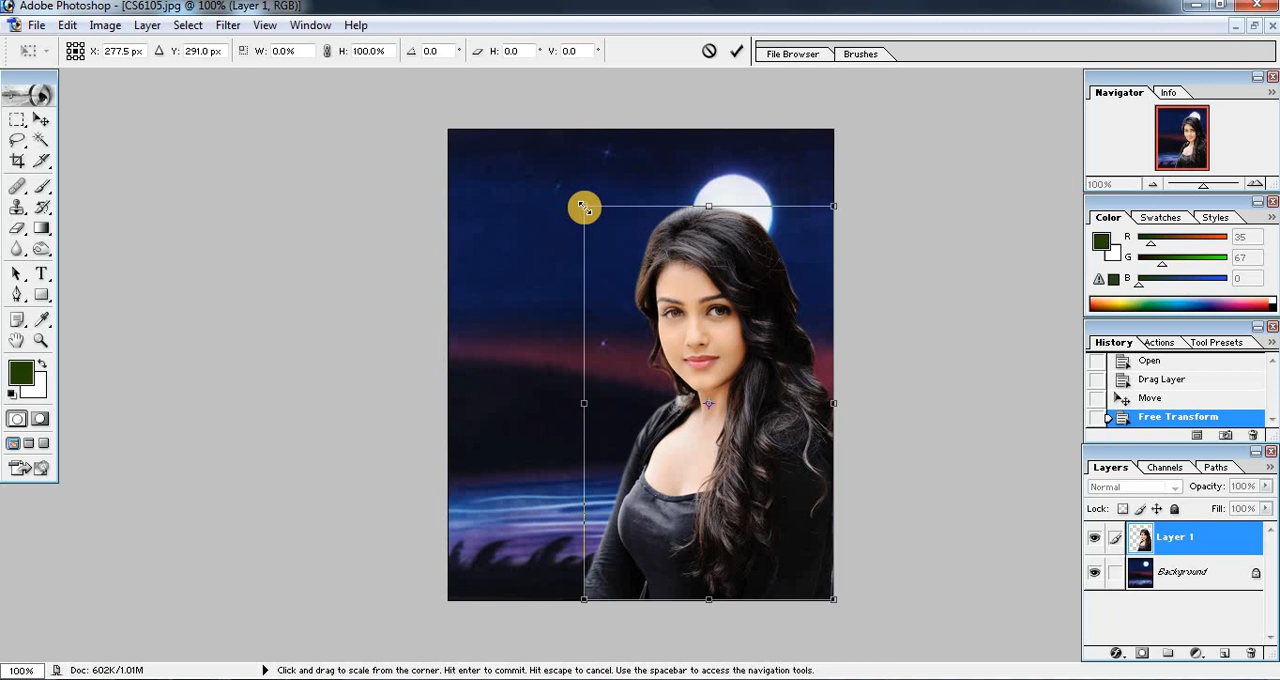 Adobe Photoshop - [CS6105.jpg @ 100% (Layer 1, RGB)]
File Edit Image Layer Select Filter View Window Help
X: 277.5 px Y: 291.0 px W: 0.0% H: 100.0% 0.0 ° H: 0.0 ° V: 0.0 ° File Browser Brushes
Navigator Info
100%
Color Swatches Styles
R 35
G 67
B 0
History Actions Tool Presets
Open
Drag Layer
Move
Free Transform
Layers Channels Paths
Normal Opacity: 100%
Lock: Fill: 100%
Layer 1
Background
100% Doc: 602K/1.01M Click and drag to scale from the corner. Hit enter to commit. Hit escape to cancel. Use the spacebar to access the navigation tools.